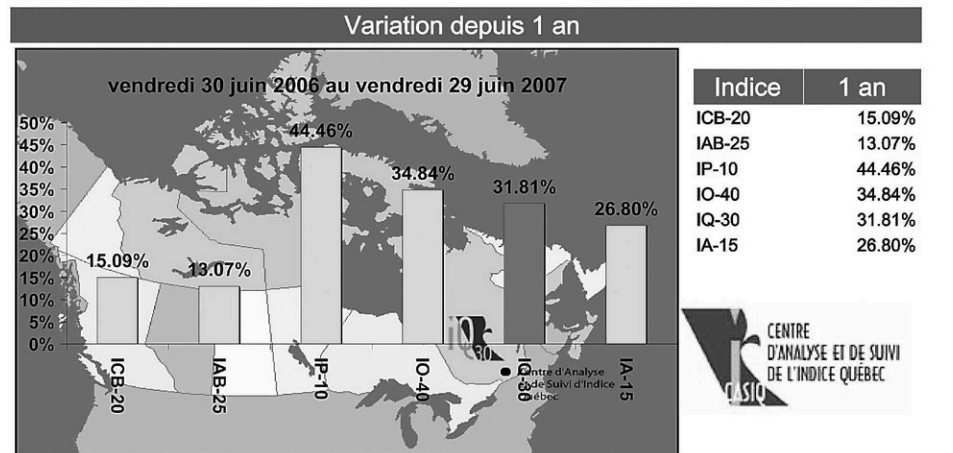 Variation depuis 1 an
vendredi 30 juin 2006 au vendredi 29 juin 2007
50%
45%
40%
35%
30%
25%
20%
15%
10%
5%
0%
15.09%
13.07%
44.46%
34.84%
31.81%
26.80%
ICB-20
IAB-25
IP-10
IO-40
IQ-30
IA-15
iQ30
Centre d'Analyse
et de Suivi d'Indice
Québec
Indice 1 an
ICB-20 15.09%
IAB-25 13.07%
IP-10 44.46%
IO-40 34.84%
IQ-30 31.81%
IA-15 26.80%
CASIQ
CENTRE
D'ANALYSE ET DE SUIVI
DE L'INDICE QUÉBEC